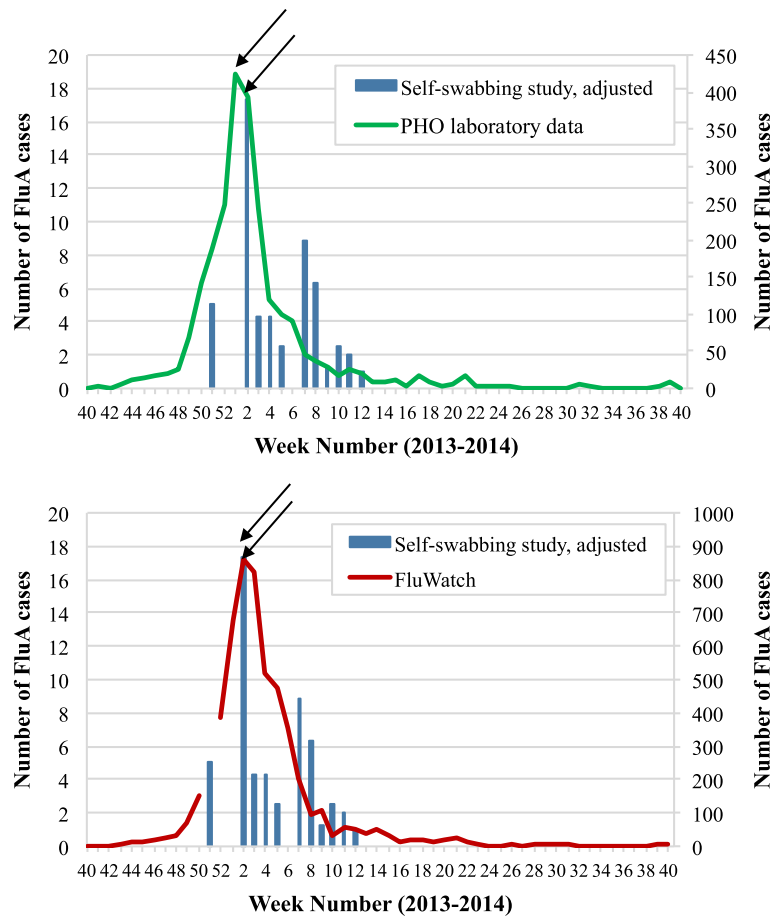 20 450
18 400
16 350
14 300
12 250
10 200
8 150
6 100
4 50
2 0
0
Number of FluA cases
Number of FluA cases
Self-swabbing study, adjusted
PHO laboratory data
40 42 44 46 48 50 52 2 4 6 8 10 12 14 16 18 20 22 24 26 28 30 32 34 36 38 40
Week Number (2013-2014)
20 1000
18 900
16 800
14 700
12 600
10 500
8 400
6 300
4 200
2 100
0 0
Number of FluA cases
Number of FluA cases
Self-swabbing study, adjusted
FluWatch
40 42 44 46 48 50 52 2 4 6 8 10 12 14 16 18 20 22 24 26 28 30 32 34 36 38 40
Week Number (2013-2014)